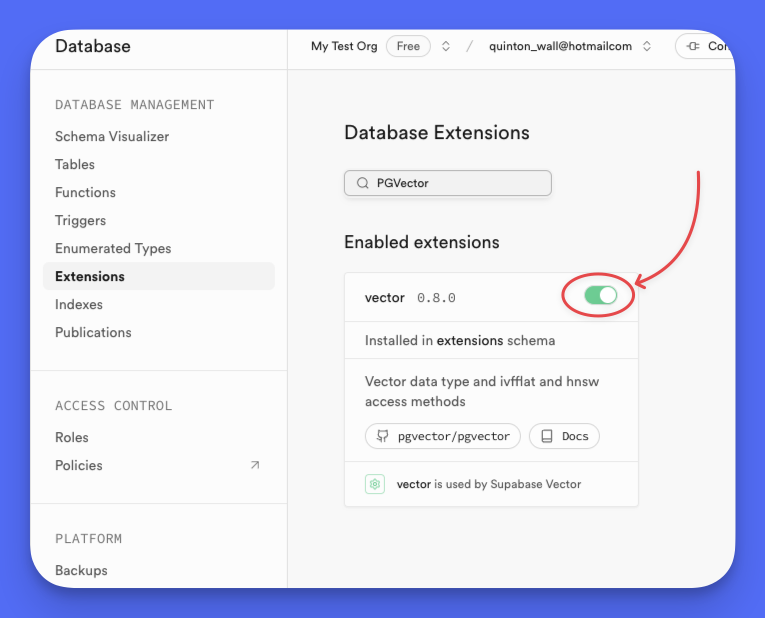 Database
My Test Org Free / quinton_wall@hotmailcom
DATABASE MANAGEMENT
Schema Visualizer
Tables
Functions
Triggers
Enumerated Types
Extensions
Indexes
Publications
ACCESS CONTROL
Roles
Policies
PLATFORM
Backups
Database Extensions
PGVector
Enabled extensions
vector 0.8.0
Installed in extensions schema
Vector data type and ivfflat and hnsw
access methods
pgvector/pgvector Docs
vector is used by Supabase Vector